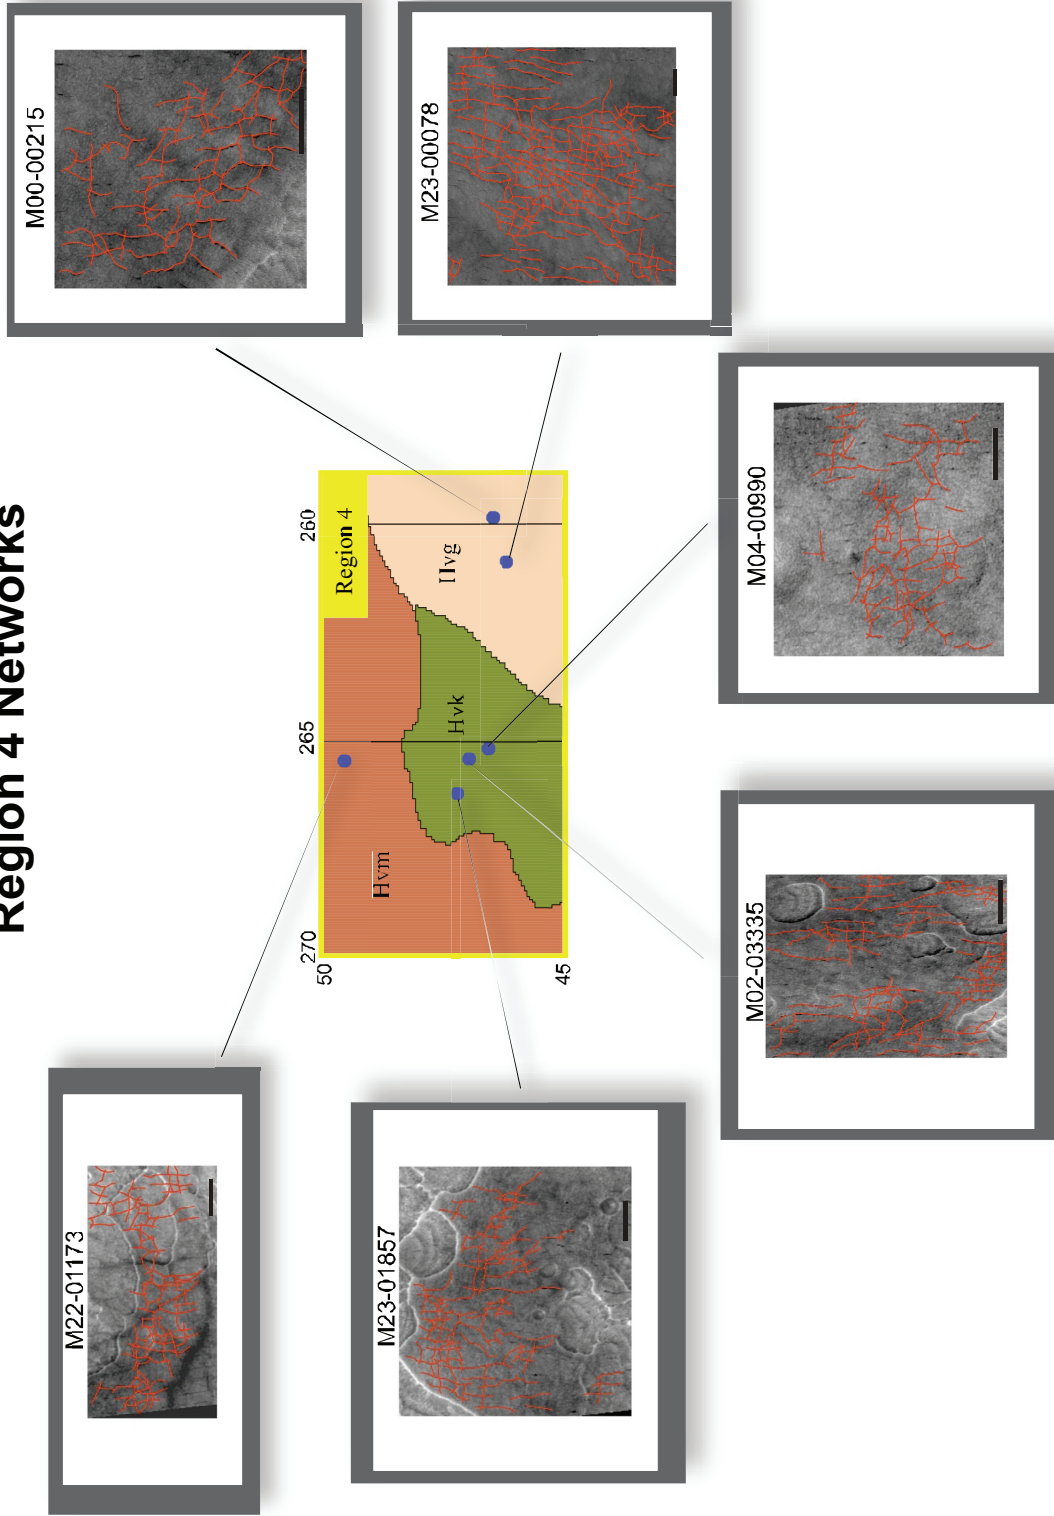 Region 4 Networks
M22-01173
M23-01857
M02-03335
M04-00990
M23-00078
M00-00215
270
265
260
50
45
Region 4
Hvm
Hvk
Hvg